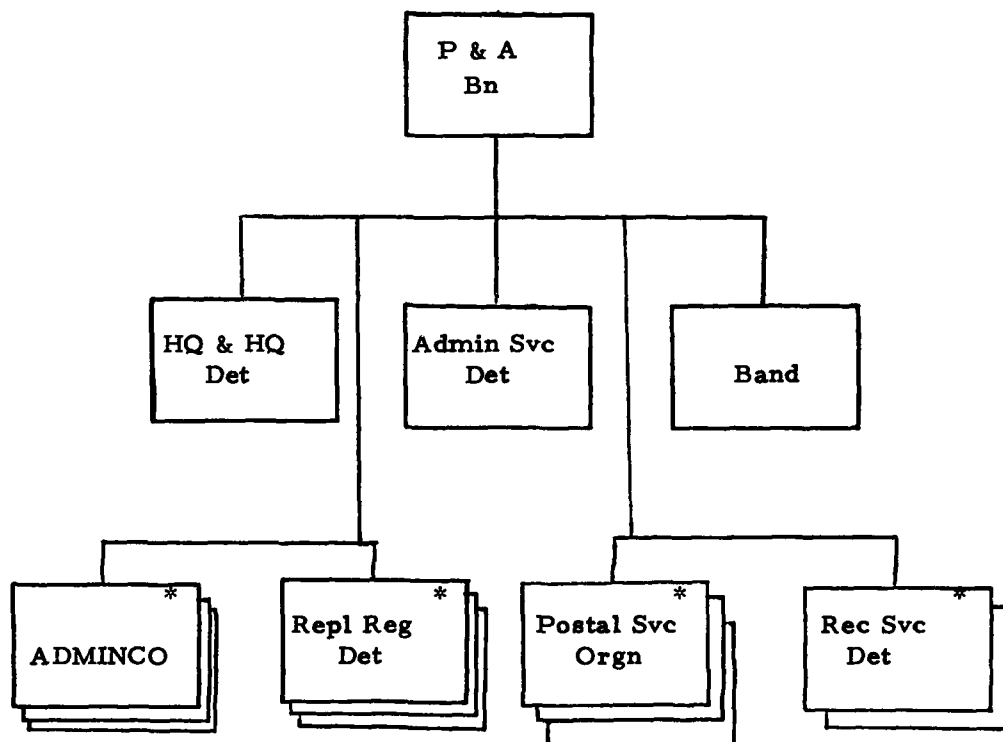 P & A
Bn
HQ & HQ
Det
Admin Svc
Det
Band
*
ADMINCO
*
Repl Reg
Det
*
Postal Svc
Orgn
*
Rec Svc
Det